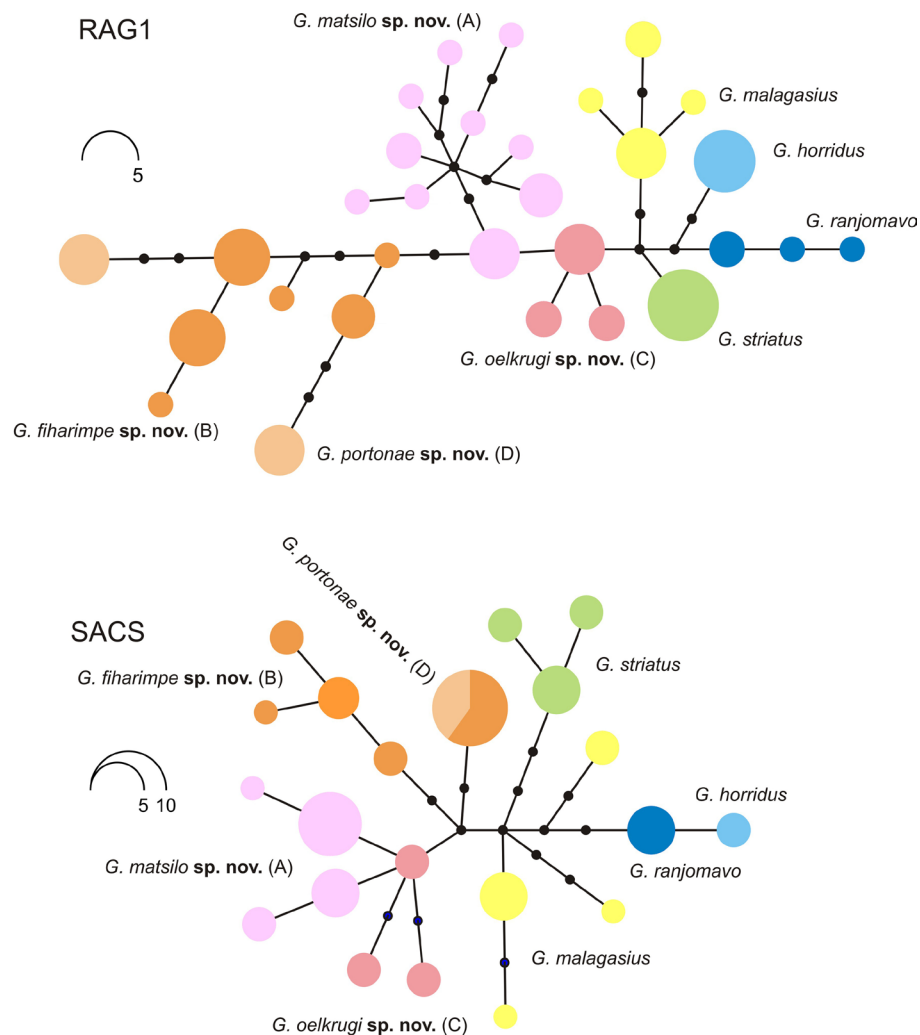 RAG1
G. matsilo sp. nov. (A)
G. malagasius
5
G. horridus
G. ranjomavo
G. striatus
G. oelkrugi sp. nov. (C)
G. fiharimpe sp. nov. (B)
G. portonae sp. nov. (D)
SACS
G. portonae sp. nov. (D)
G. fiharimpe sp. nov. (B)
G. striatus
5 10
G. horridus
G. matsilo sp. nov. (A)
G. ranjomavo
G. malagasius
G. oelkrugi sp. nov. (C)